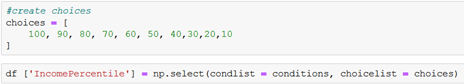 #create choices
choices = [
100, 90, 80, 70, 60, 50, 40,30,20,10
]
df ['IncomePercentile'] = np.select(condlist = conditions, choicelist = choices)